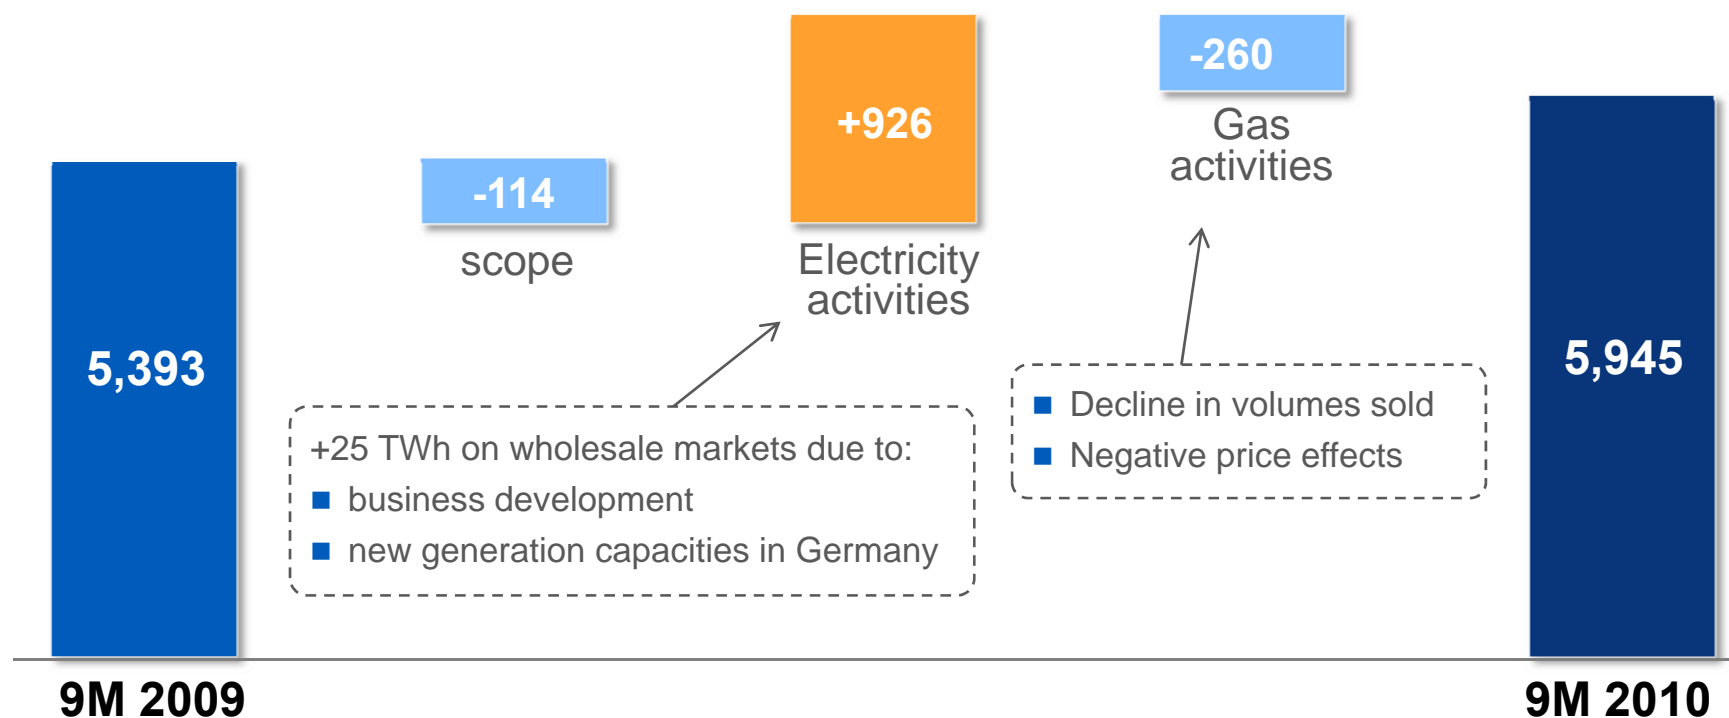 5,393
9M 2009
-114
scope
+926
Electricity
activities
+25 TWh on wholesale markets due to:
business development
new generation capacities in Germany
-260
Gas
activities
Decline in volumes sold
Negative price effects
5,945
9M 2010